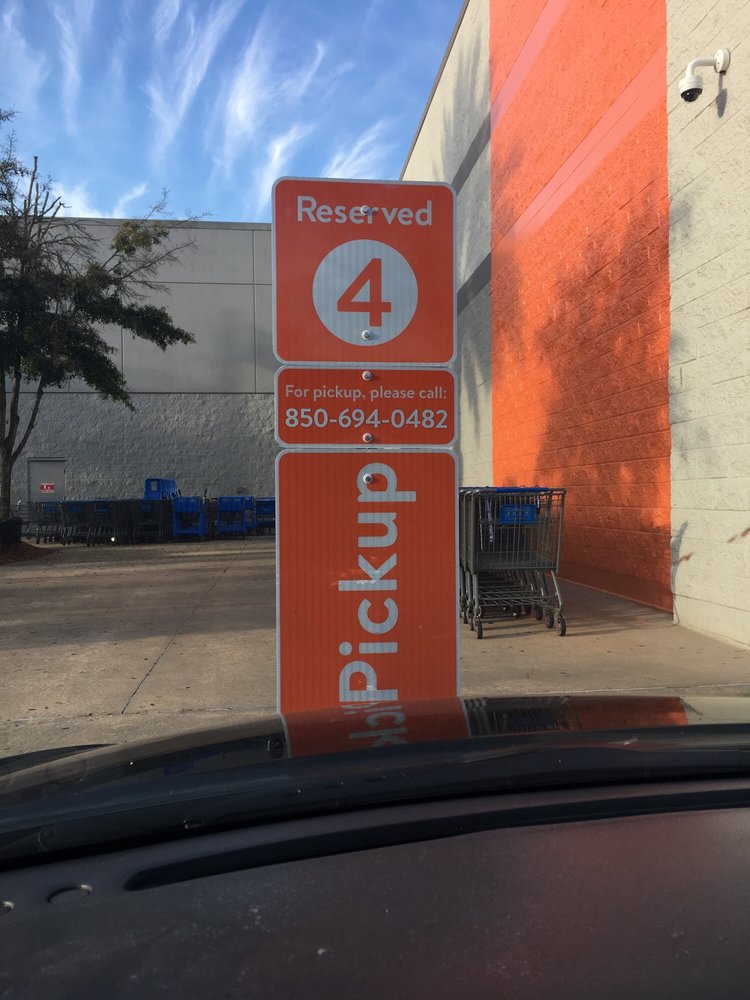 Reserved
4
For pickup, please call:
850-694-0482
Pickup